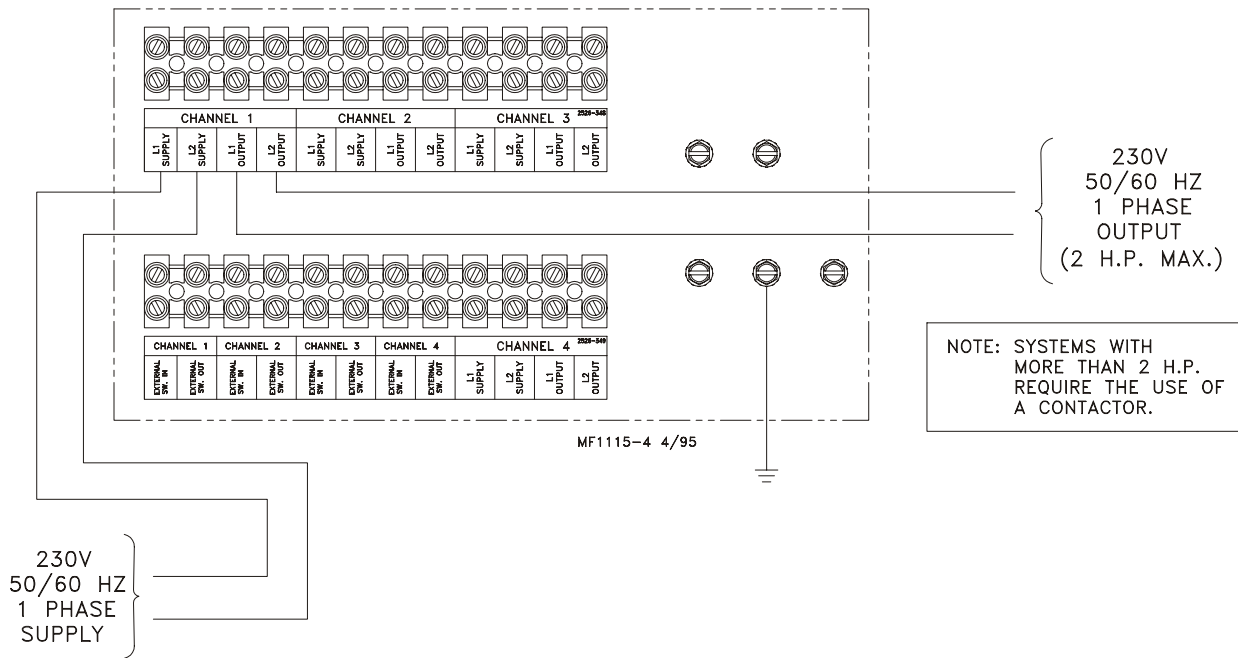 CHANNEL 1 CHANNEL 2 CHANNEL 3 2526-348
L1 SUPPLY
L2 SUPPLY
L1 OUTPUT
L2 OUTPUT
L1 SUPPLY
L2 SUPPLY
L1 OUTPUT
L2 OUTPUT
L1 SUPPLY
L2 SUPPLY
L1 OUTPUT
L2 OUTPUT
230V
50/60 HZ
1 PHASE
OUTPUT
(2 H.P. MAX.)
CHANNEL 1 CHANNEL 2 CHANNEL 3 CHANNEL 4 CHANNEL 4 2526-349
EXTERNAL SW. IN
EXTERNAL SW. OUT
EXTERNAL SW. IN
EXTERNAL SW. OUT
EXTERNAL SW. IN
EXTERNAL SW. OUT
EXTERNAL SW. IN
EXTERNAL SW. OUT
L1 SUPPLY
L2 SUPPLY
L1 OUTPUT
L2 OUTPUT
NOTE: SYSTEMS WITH
MORE THAN 2 H.P.
REQUIRE THE USE OF
A CONTACTOR.
MF1115-4 4/95
230V
50/60 HZ
1 PHASE
SUPPLY